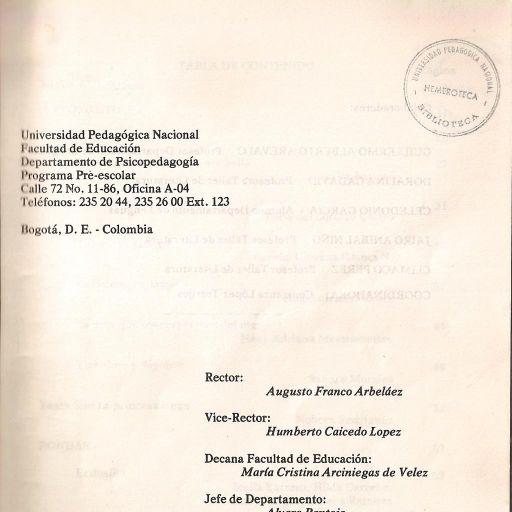 UNIVERSIDAD PEDAGOGICA NACIONAL
HEMEROTECA
BIBLIOTECA
Universidad Pedagógica Nacional
Facultad de Educación
Departamento de Psicopedagogía
Programa Pre-escolar
Calle 72 No. 11-86, Oficina A-04
Teléfonos: 235 20 44, 235 26 00 Ext. 123
Bogotá, D. E. - Colombia
Rector:
Augusto Franco Arbeláez
Vice-Rector:
Humberto Caicedo Lopez
Decana Facultad de Educación:
María Cristina Arciniegas de Velez
Jefe de Departamento: